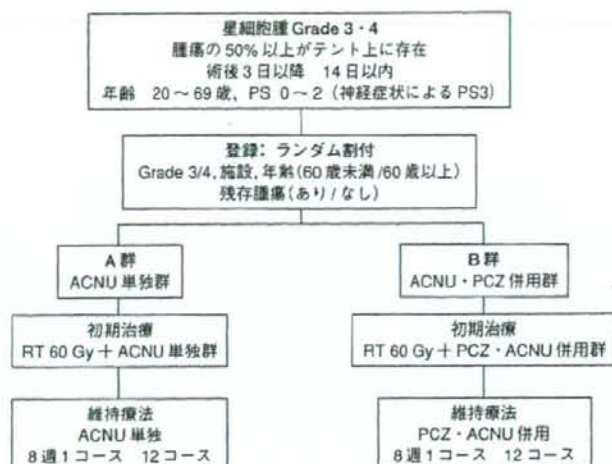 星細胞腫 Grade 3・4
腫瘍の 50% 以上がテント上に存在
術後 3 日以降 14 日以内
年齢 20 〜 69 歳、PS 0 〜 2（神経症状による PS3）
登録：ランダム割付
Grade 3/4, 施設, 年齢(60 歳未満/60 歳以上)
残存腫瘍(あり/なし)
A 群
ACNU 単独群
B 群
ACNU・PCZ 併用群
初期治療
RT 60 Gy ＋ ACNU 単独群
初期治療
RT 60 Gy ＋ PCZ・ACNU 併用群
維持療法
ACNU 単独
8 週 1 コース 12 コース
維持療法
PCZ・ACNU 併用
8 週 1 コース 12 コース